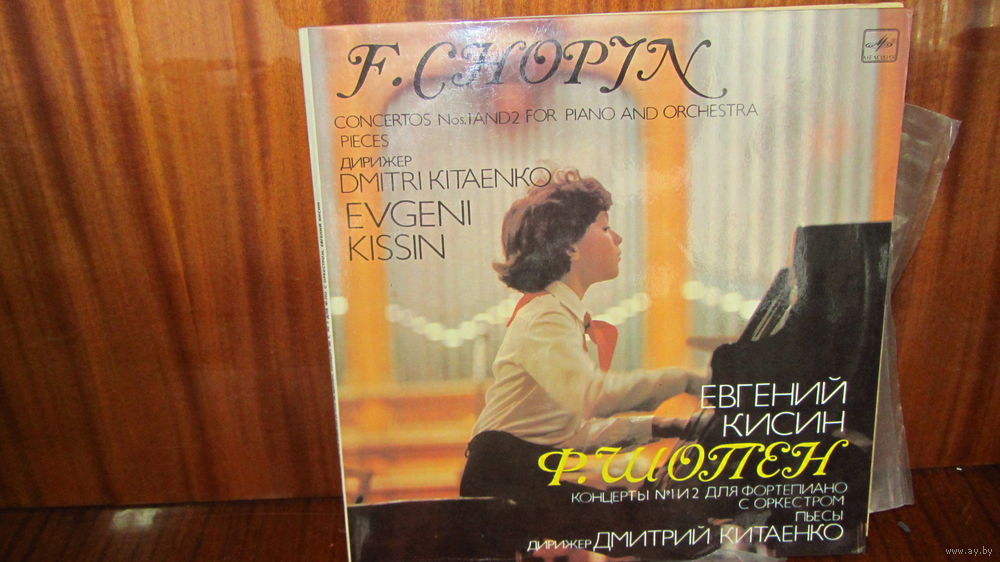 F. CHOPIN
МЕЛОДИЯ
CONCERTOS Nos. 1 AND 2 FOR PIANO AND ORCHESTRA
PIECES
ДИРИЖЕР
DMITRI KITAENKO
EVGENI
KISSIN
ЕВГЕНИЙ
КИСИН
Ф. ШОПЕН
КОНЦЕРТЫ №1 И 2 ДЛЯ ФОРТЕПИАНО
С ОРКЕСТРОМ
ПЬЕСЫ
ДИРИЖЕР ДМИТРИЙ КИТАЕНКО
www.ay.by